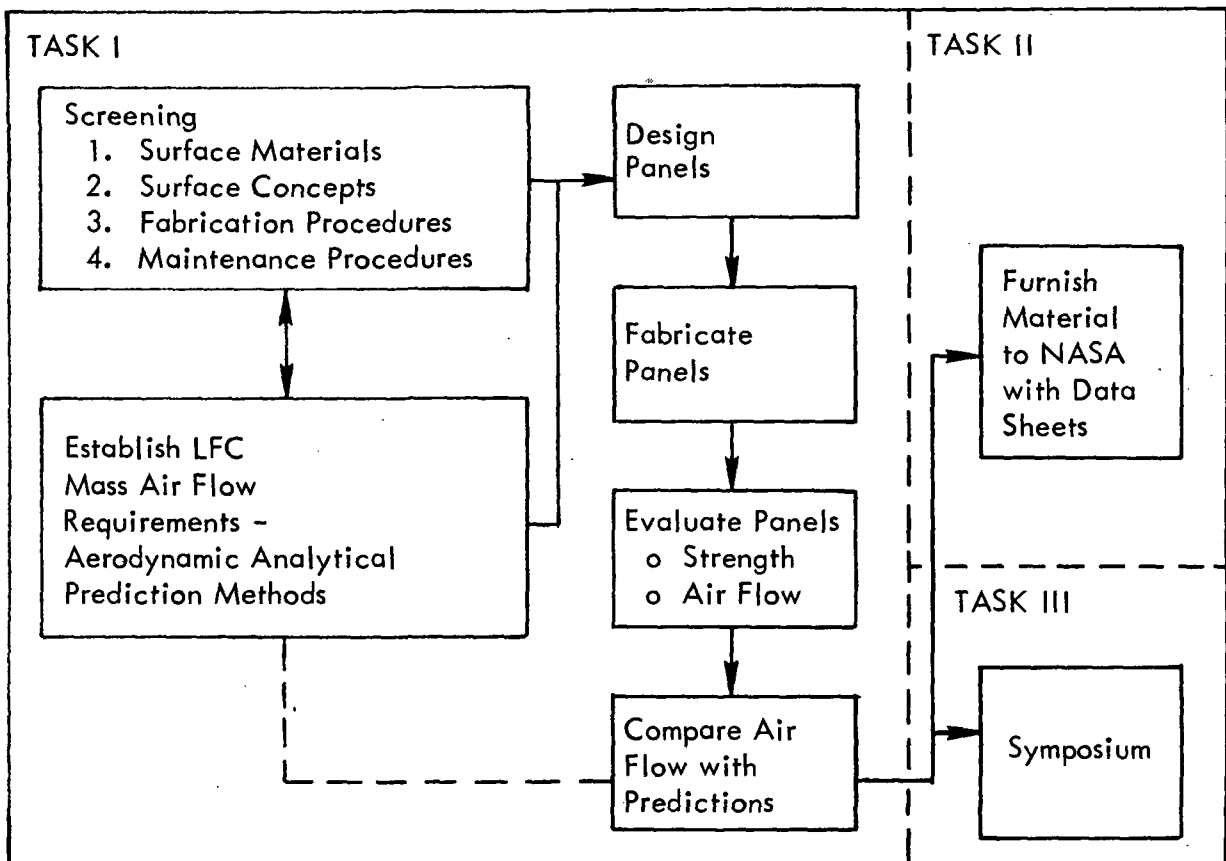 TASK I
Screening
1. Surface Materials
2. Surface Concepts
3. Fabrication Procedures
4. Maintenance Procedures
Establish LFC
Mass Air Flow
Requirements –
Aerodynamic Analytical
Prediction Methods
Design
Panels
Fabricate
Panels
Evaluate Panels
o Strength
o Air Flow
Compare Air
Flow with
Predictions
TASK II
Furnish
Material
to NASA
with Data
Sheets
TASK III
Symposium